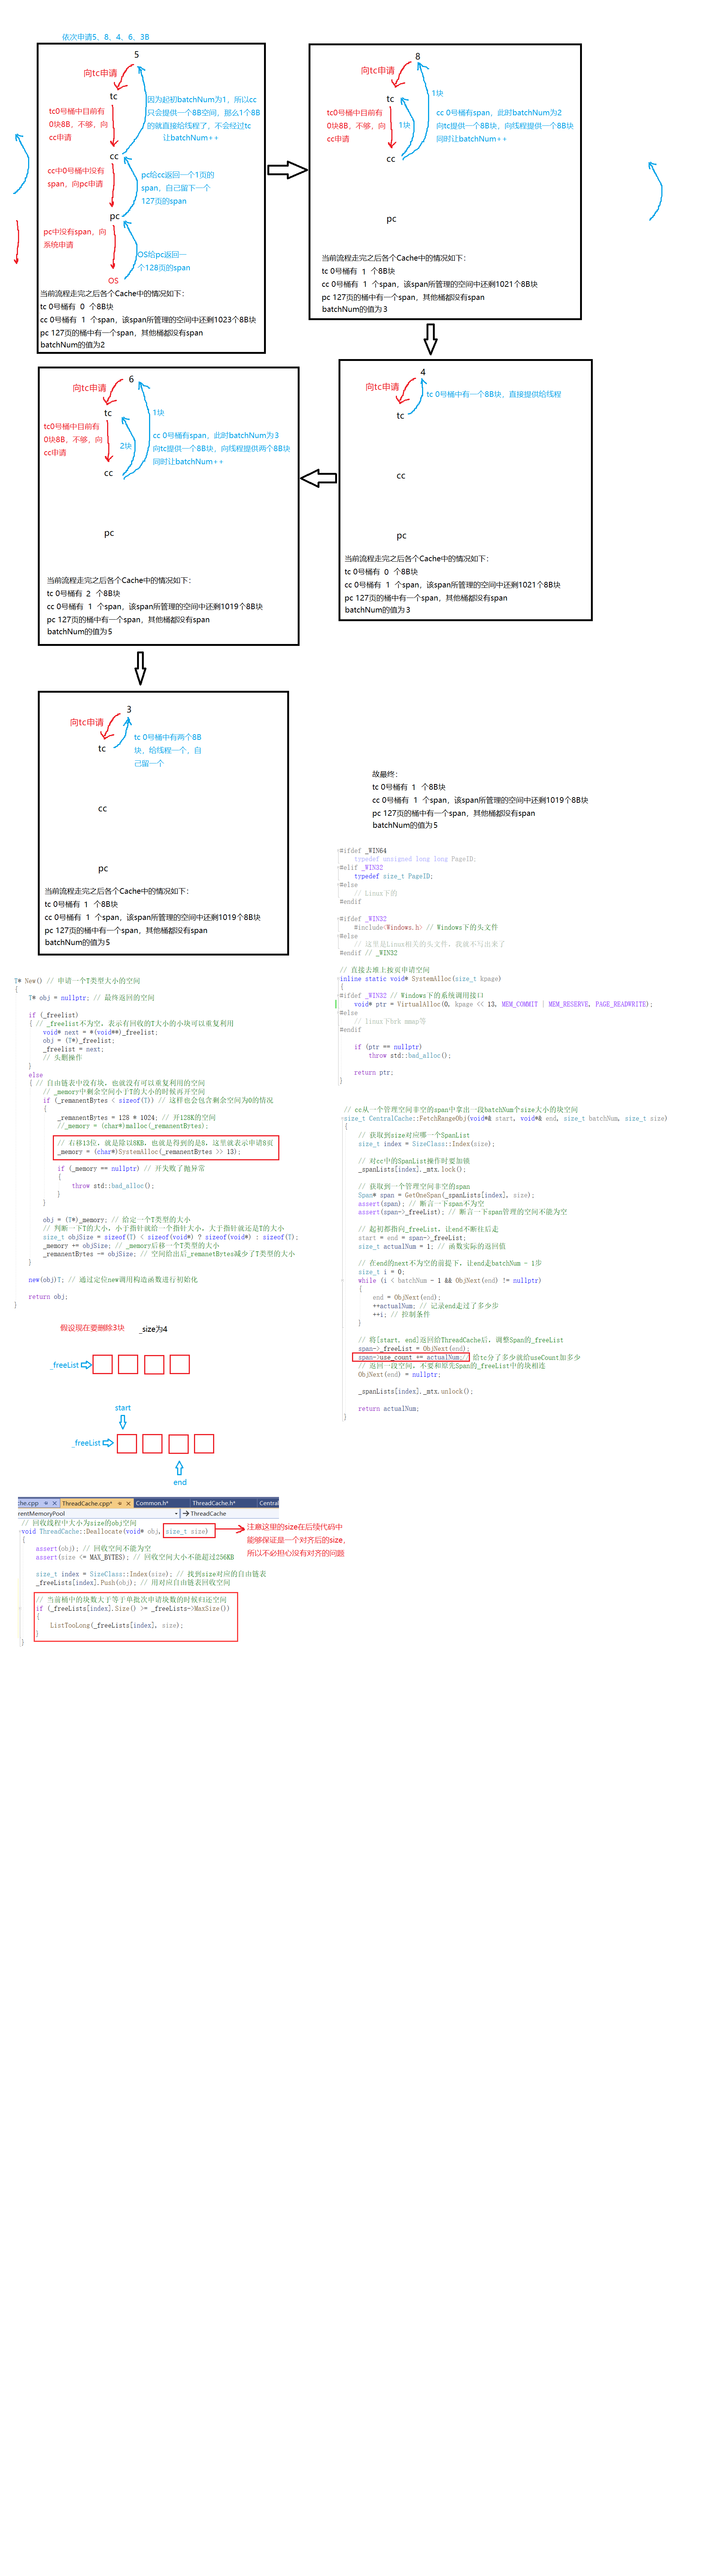 依次申请5、8、4、6、3B
5
向tc申请
tc
tc0号桶中目前有
0块8B，不够，向
cc申请
因为起初batchNum为1，所以cc
只会提供一个8B空间，那么1个8B
的就直接给线程了，不会经过tc
让batchNum++
cc
cc中0号桶中没有
span，向pc申请
pc给cc返回一个1页的
span，自己留下一个
127页的span
pc
pc中没有span，向
系统申请
OS给pc返回一
个128页的span
OS
当前流程走完之后各个Cache中的情况如下：
tc 0号桶有 0 个8B块
cc 0号桶有 1 个span，该span所管理的空间中还剩1023个8B块
pc 127页的桶中有一个span，其他桶都没有span
batchNum的值为2
8
向tc申请
1块
tc
tc0号桶中目前有
0块8B，不够，向
cc申请
1块
cc 0号桶有span，此时batchNum为2
向tc提供一个8B块，向线程提供一个8B块
同时让batchNum++
cc
pc
当前流程走完之后各个Cache中的情况如下：
tc 0号桶有 1 个8B块
cc 0号桶有 1 个span，该span所管理的空间中还剩1021个8B块
pc 127页的桶中有一个span，其他桶都没有span
batchNum的值为3
4
向tc申请
tc 0号桶中有一个8B块，直接提供给线程
tc
cc
pc
当前流程走完之后各个Cache中的情况如下：
tc 0号桶有 0 个8B块
cc 0号桶有 1 个span，该span所管理的空间中还剩1021个8B块
pc 127页的桶中有一个span，其他桶都没有span
batchNum的值为3
6
向tc申请
tc
1块
tc0号桶中目前有
0块8B，不够，向
cc申请
2块
cc 0号桶有span，此时batchNum为3
向tc提供一个8B块，向线程提供两个8B块
同时让batchNum++
cc
pc
当前流程走完之后各个Cache中的情况如下：
tc 0号桶有 2 个8B块
cc 0号桶有 1 个span，该span所管理的空间中还剩1019个8B块
pc 127页的桶中有一个span，其他桶都没有span
batchNum的值为5
3
向tc申请
tc 0号桶中有两个8B
块，给线程一个，自
己留一个
tc
cc
pc
当前流程走完之后各个Cache中的情况如下：
tc 0号桶有 1 个8B块
cc 0号桶有 1 个span，该span所管理的空间中还剩1019个8B块
pc 127页的桶中有一个span，其他桶都没有span
batchNum的值为5
故最终：
tc 0号桶有 1 个8B块
cc 0号桶有 1 个span，该span所管理的空间中还剩1019个8B块
pc 127页的桶中有一个span，其他桶都没有span
batchNum的值为5
#ifdef _WIN64
typedef unsigned long long PageID;
#elif _WIN32
typedef size_t PageID;
#else
// Linux下的
#endif
#ifdef _WIN32
#include<Windows.h> // Windows下的头文件
#else
// 这里是Linux相关的头文件，我就不写出来了
#endif // _WIN32
// 直接去堆上按页申请空间
inline static void* SystemAlloc(size_t kpage)
{
#ifdef _WIN32 // Windows下的系统调用接口
void* ptr = VirtualAlloc(0, kpage << 13, MEM_COMMIT | MEM_RESERVE, PAGE_READWRITE);
#else
// linux下brk mmap等
#endif
if (ptr == nullptr)
throw std::bad_alloc();
return ptr;
}
T* New() // 申请一个T类型大小的空间
{
T* obj = nullptr; // 最终返回的空间
if (_freelist)
{ // _freelist不为空，表示有回收的T大小的小块可以重复利用
void* next = *(void**)_freelist;
obj = (T*)_freelist;
_freelist = next;
// 头删操作
}
else
{ // 自由链表中没有块，也就没有可以重复利用的空间
// _memory中剩余空间小于T的大小的时候再开空间
if (_remanentBytes < sizeof(T)) // 这样也会包含剩余空间为0的情况
{
_remanentBytes = 128 * 1024; // 开128K的空间
//_memory = (char*)malloc(_remanentBytes);
// 右移13位，就是除以8KB，也就是得到的是8，这里就表示申请8页
_memory = (char*)SystemAlloc(_remanentBytes >> 13);
if (_memory == nullptr) // 开失败了抛异常
{
throw std::bad_alloc();
}
}
obj = (T*)_memory; // 给定一个T类型的大小
// 判断一下T的大小，小于指针就给一个指针大小，大于指针就还是T的大小
size_t objSize = sizeof(T) < sizeof(void*) ? sizeof(void*) : sizeof(T);
_memory += objSize; // _memory后移一个T类型的大小
_remanentBytes -= objSize; // 空间给出后_remanetBytes减少了T类型的大小
}
new(obj)T; // 通过定位new调用构造函数进行初始化
return obj;
}
// cc从一个管理空间非空的span中拿出一段batchNum个size大小的块空间
size_t CentralCache::FetchRangeObj(void*& start, void*& end, size_t batchNum, size_t size)
{
// 获取到size对应哪一个SpanList
size_t index = SizeClass::Index(size);
// 对cc中的SpanList操作时要加锁
_spanLists[index]._mtx.lock();
// 获取到一个管理空间非空的span
Span* span = GetOneSpan(_spanLists[index], size);
assert(span); // 断言一下span不为空
assert(span->_freeList); // 断言一下span管理的空间不能为空
// 起初都指向_freeList，让end不断往后走
start = end = span->_freeList;
size_t actualNum = 1; // 函数实际的返回值
// 在end的next不为空的前提下，让end走batchNum - 1步
size_t i = 0;
while (i < batchNum - 1 && ObjNext(end) != nullptr)
{
end = ObjNext(end);
++actualNum; // 记录end走过了多少步
++i; // 控制条件
}
// 将[start, end]返回给ThreadCache后，调整Span的_freeList
span->_freeList = ObjNext(end);
span->use_count += actualNum;// 给tc分了多少就给useCount加多少
// 返回一段空间，不要和原先Span的_freeList中的块相连
ObjNext(end) = nullptr;
_spanLists[index]._mtx.unlock();
return actualNum;
}
假设现在要删除3块 _size为4
_freeList
start
_freeList
end
che.cpp ThreadCache.cpp* Common.h* ThreadCache.h* Central
rentMemoryPool ThreadCache
// 回收线程中大小为size的obj空间
void ThreadCache::Deallocate(void* obj, size_t size)
{
assert(obj); // 回收空间不能为空
assert(size <= MAX_BYTES); // 回收空间大小不能超过256KB
size_t index = SizeClass::Index(size); // 找到size对应的自由链表
_freeLists[index].Push(obj); // 用对应自由链表回收空间
// 当前桶中的块数大于等于单批次申请块数的时候归还空间
if (_freeLists[index].Size() >= _freeLists->MaxSize())
{
ListTooLong(_freeLists[index], size);
}
}
注意这里的size在后续代码中
能够保证是一个对齐后的size，
所以不必担心没有对齐的问题